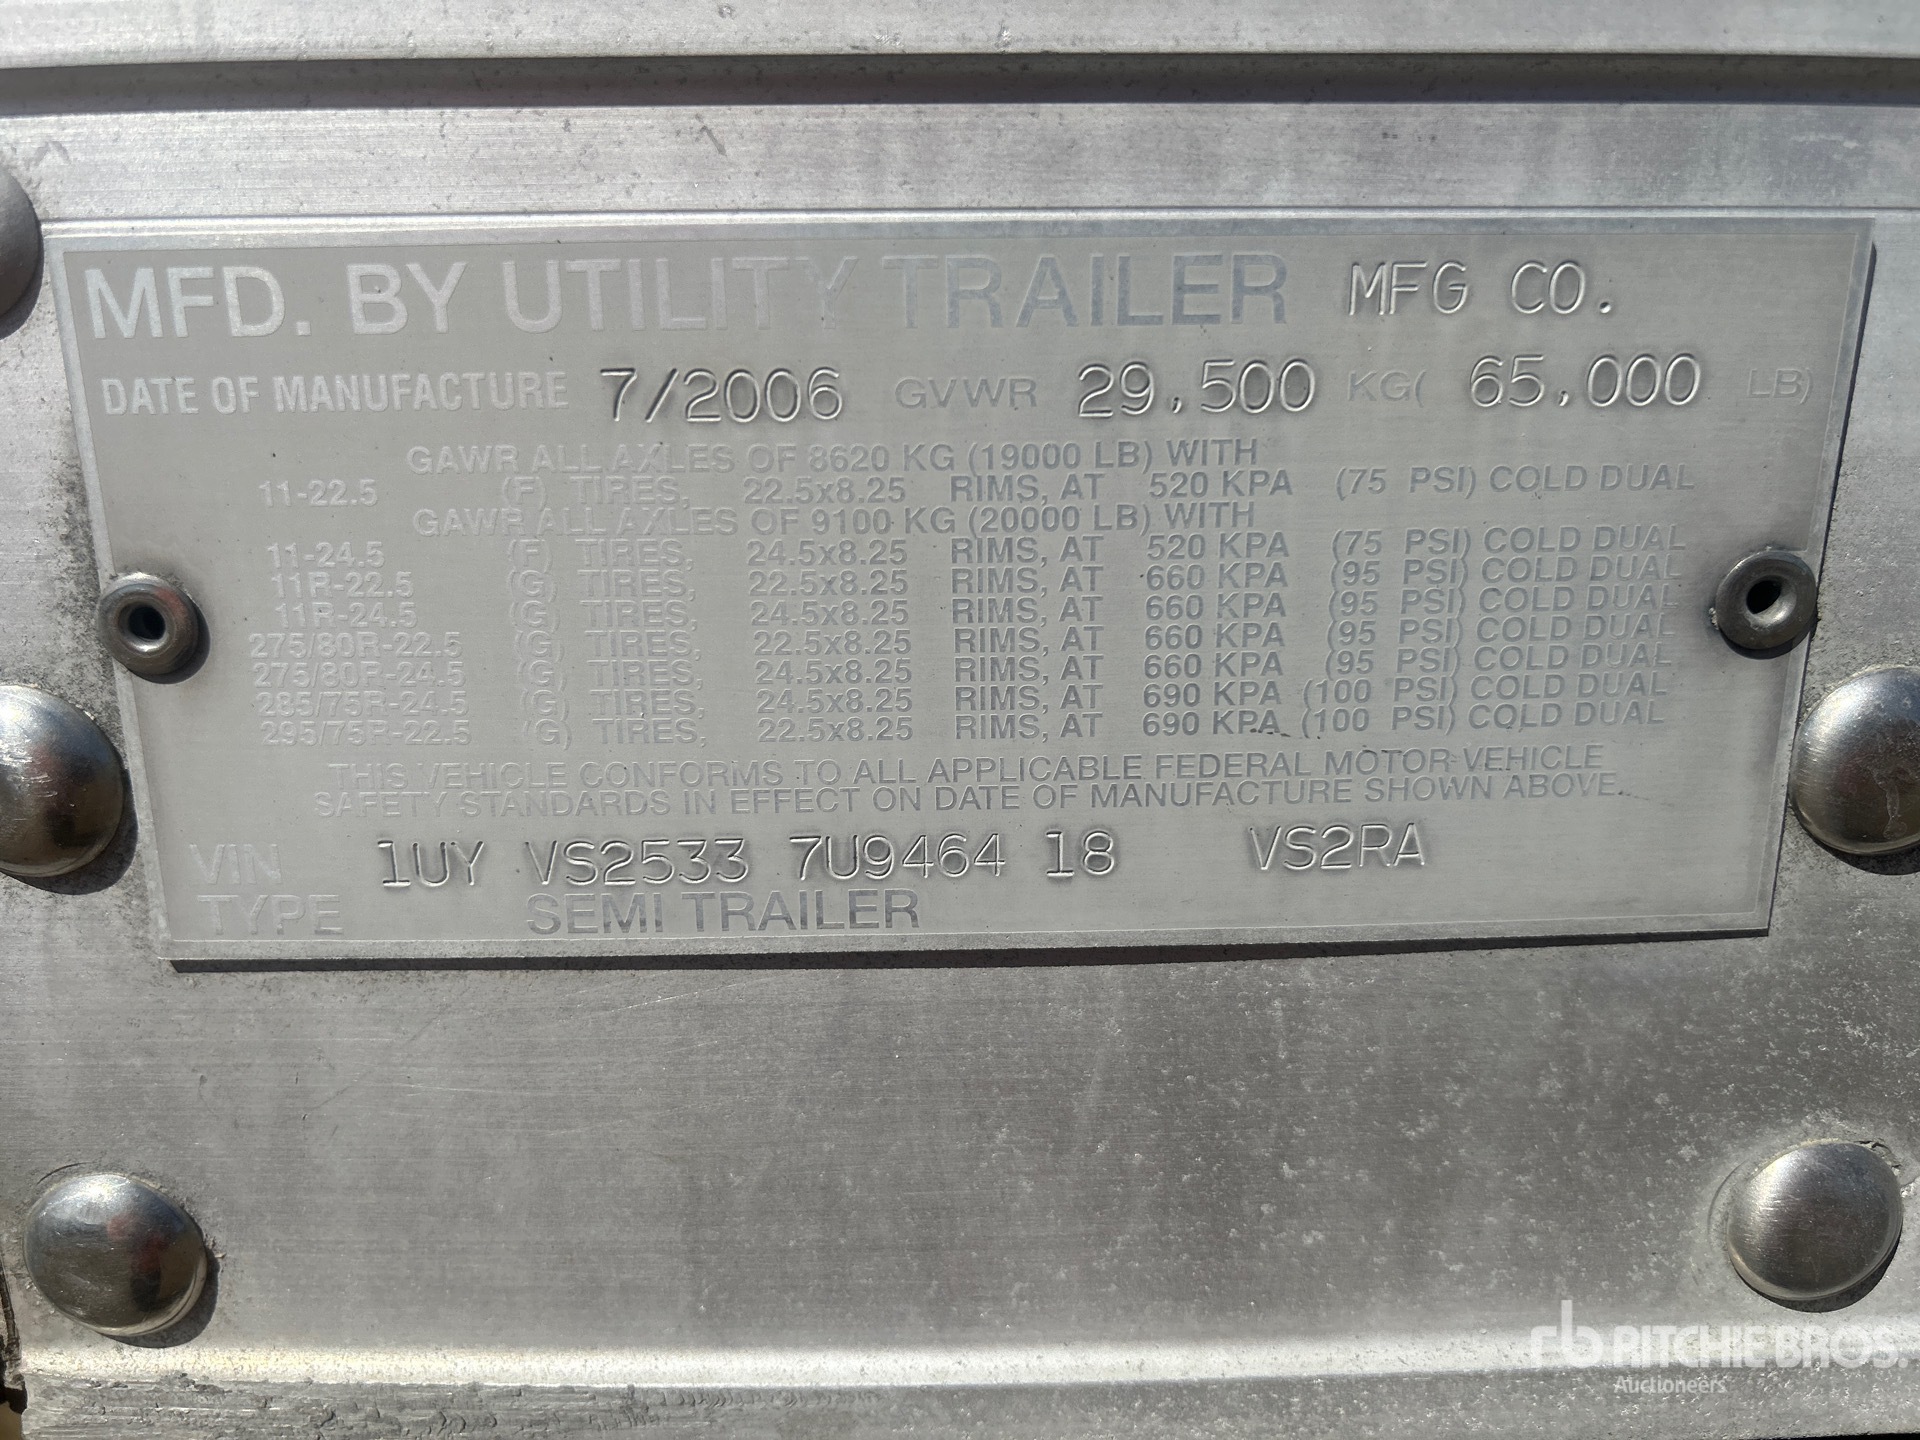 MFD. BY UTILITY TRAILER MFG CO.
DATE OF MANUFACTURE 7/2006 GVWR 29,500 KG( 65,000 LB)
GAWR ALL AXLES OF 8620 KG (19000 LB) WITH
11-22.5 (F) TIRES, 22.5x8.25 RIMS, AT 520 KPA (75 PSI) COLD DUAL
GAWR ALL AXLES OF 9100 KG (20000 LB) WITH
11-24.5 (F) TIRES, 24.5x8.25 RIMS, AT 520 KPA (75 PSI) COLD DUAL
11R-22.5 (G) TIRES, 22.5x8.25 RIMS, AT 660 KPA (95 PSI) COLD DUAL
11R-24.5 (G) TIRES, 24.5x8.25 RIMS, AT 660 KPA (95 PSI) COLD DUAL
275/80R-22.5 (G) TIRES, 22.5x8.25 RIMS, AT 660 KPA (95 PSI) COLD DUAL
275/80R-24.5 (G) TIRES, 24.5x8.25 RIMS, AT 660 KPA (95 PSI) COLD DUAL
285/75R-24.5 (G) TIRES, 24.5x8.25 RIMS, AT 690 KPA (100 PSI) COLD DUAL
295/75R-22.5 (G) TIRES, 22.5x8.25 RIMS, AT 690 KPA (100 PSI) COLD DUAL
THIS VEHICLE CONFORMS TO ALL APPLICABLE FEDERAL MOTOR VEHICLE
SAFETY STANDARDS IN EFFECT ON DATE OF MANUFACTURE SHOWN ABOVE.
VIN 1UY VS2533 7U9464 18 VS2RA
TYPE SEMI TRAILER
rb RITCHIE BROS.
Auctioneers